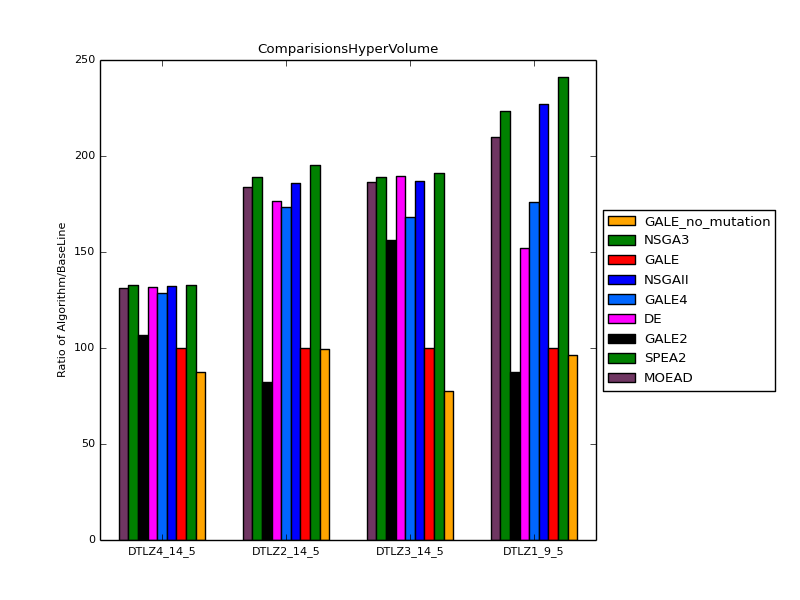 ComparisionsHyperVolume
250
200
150
100
50
0
Ratio of Algorithm/BaseLine
DTLZ4_14_5
DTLZ2_14_5
DTLZ3_14_5
DTLZ1_9_5
GALE_no_mutation
NSGA3
GALE
NSGAII
GALE4
DE
GALE2
SPEA2
MOEAD